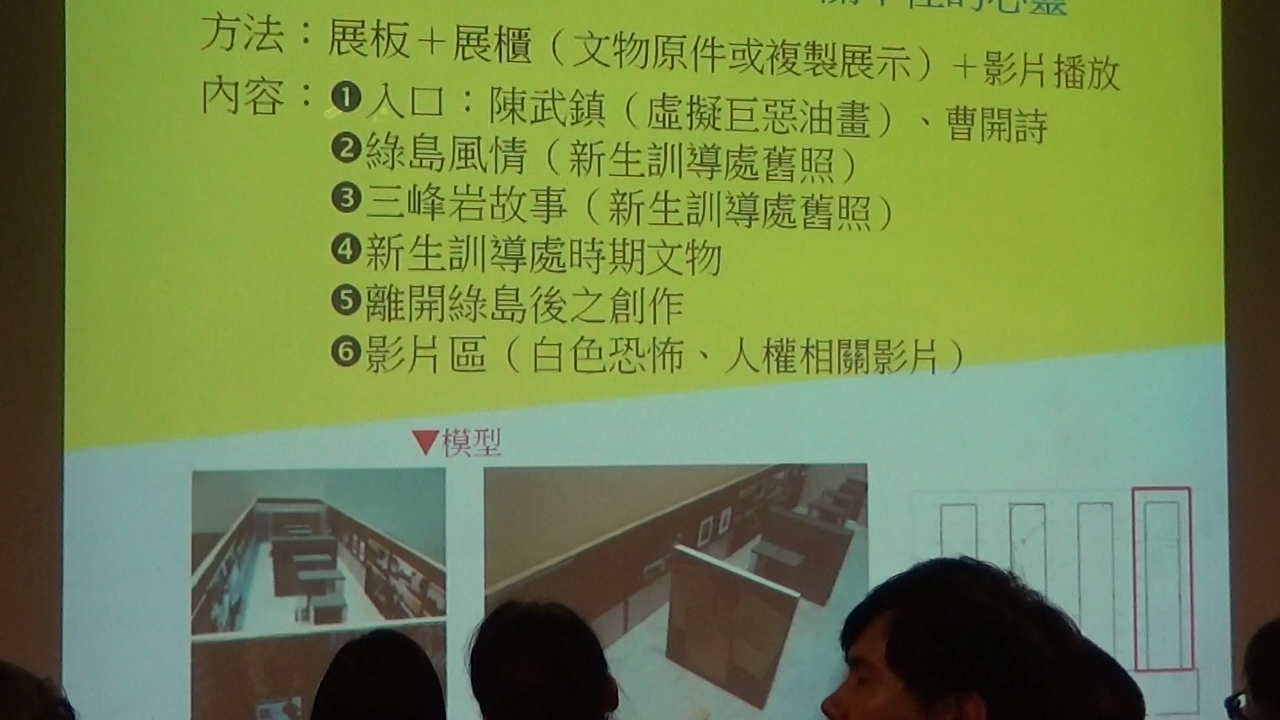 不住的心靈
方法：展板＋展櫃（文物原件或複製展示）＋影片播放
內容：❶入口：陳武鎮（虛擬巨惡油畫）、曹開詩
❷綠島風情（新生訓導處舊照）
❸三峰岩故事（新生訓導處舊照）
❹新生訓導處時期文物
❺離開綠島後之創作
❻影片區（白色恐怖、人權相關影片）
▼模型